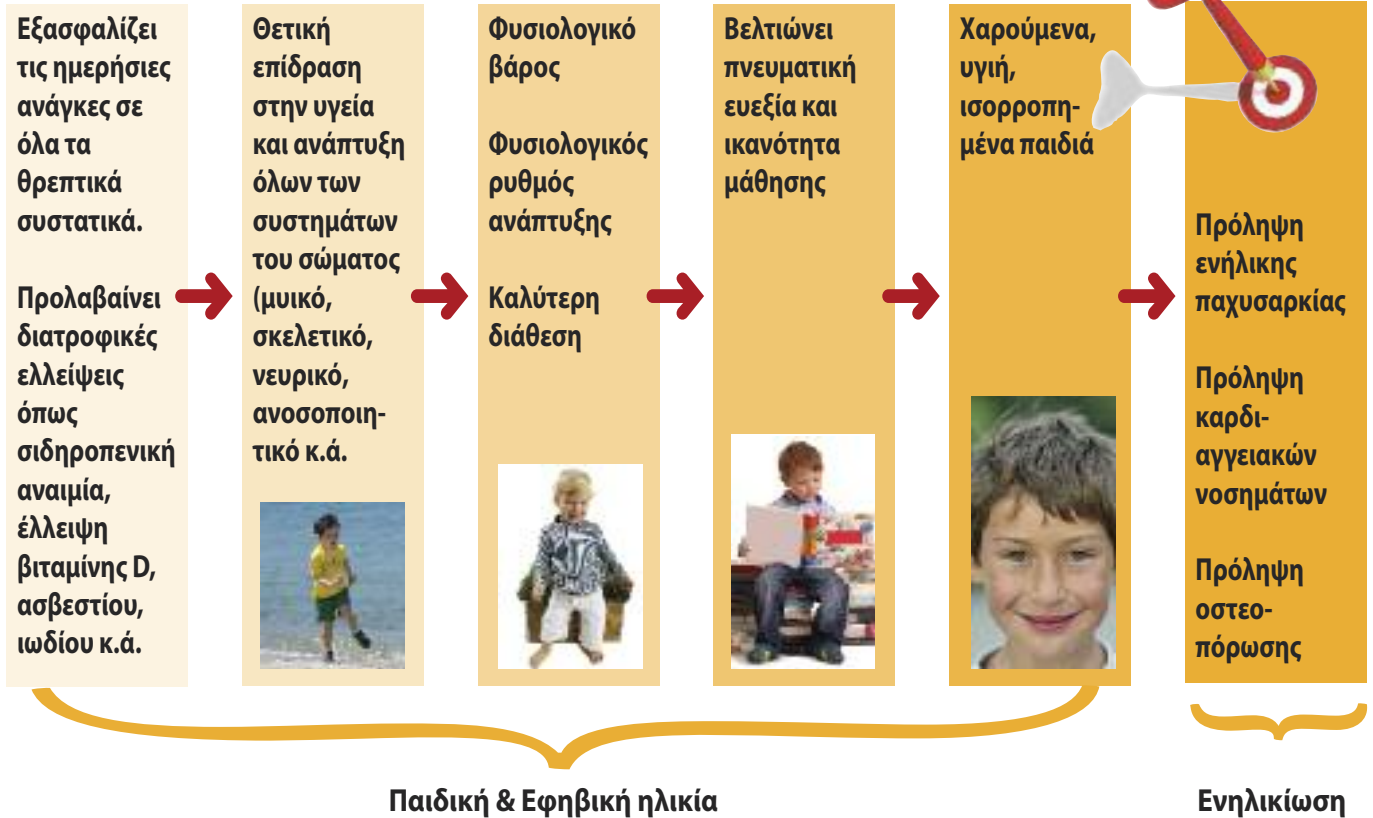 Εξασφαλίζει
τις ημερήσιες
ανάγκες σε
όλα τα
θρεπτικά
συστατικά.
Προλαβαίνει
διατροφικές
ελλείψεις
όπως
σιδηροπενική
αναιμία,
έλλειψη
βιταμίνης D,
ασβεστίου,
ιωδίου κ.ά.
Θετική
επίδραση
στην υγεία
και ανάπτυξη
όλων των
συστημάτων
του σώματος
(μυικό,
σκελετικό,
νευρικό,
ανοσοποιη-
τικό κ.ά.
Φυσιολογικό
βάρος
Φυσιολογικός
ρυθμός
ανάπτυξης
Καλύτερη
διάθεση
Βελτιώνει
πνευματική
ευεξία και
ικανότητα
μάθησης
Χαρούμενα,
υγιή,
ισορροπη-
μένα παιδιά
Πρόληψη
ενήλικης
παχυσαρκίας
Πρόληψη
καρδι-
αγγειακών
νοσημάτων
Πρόληψη
οστεο-
πόρωσης
Παιδική & Εφηβική ηλικία
Ενηλικίωση